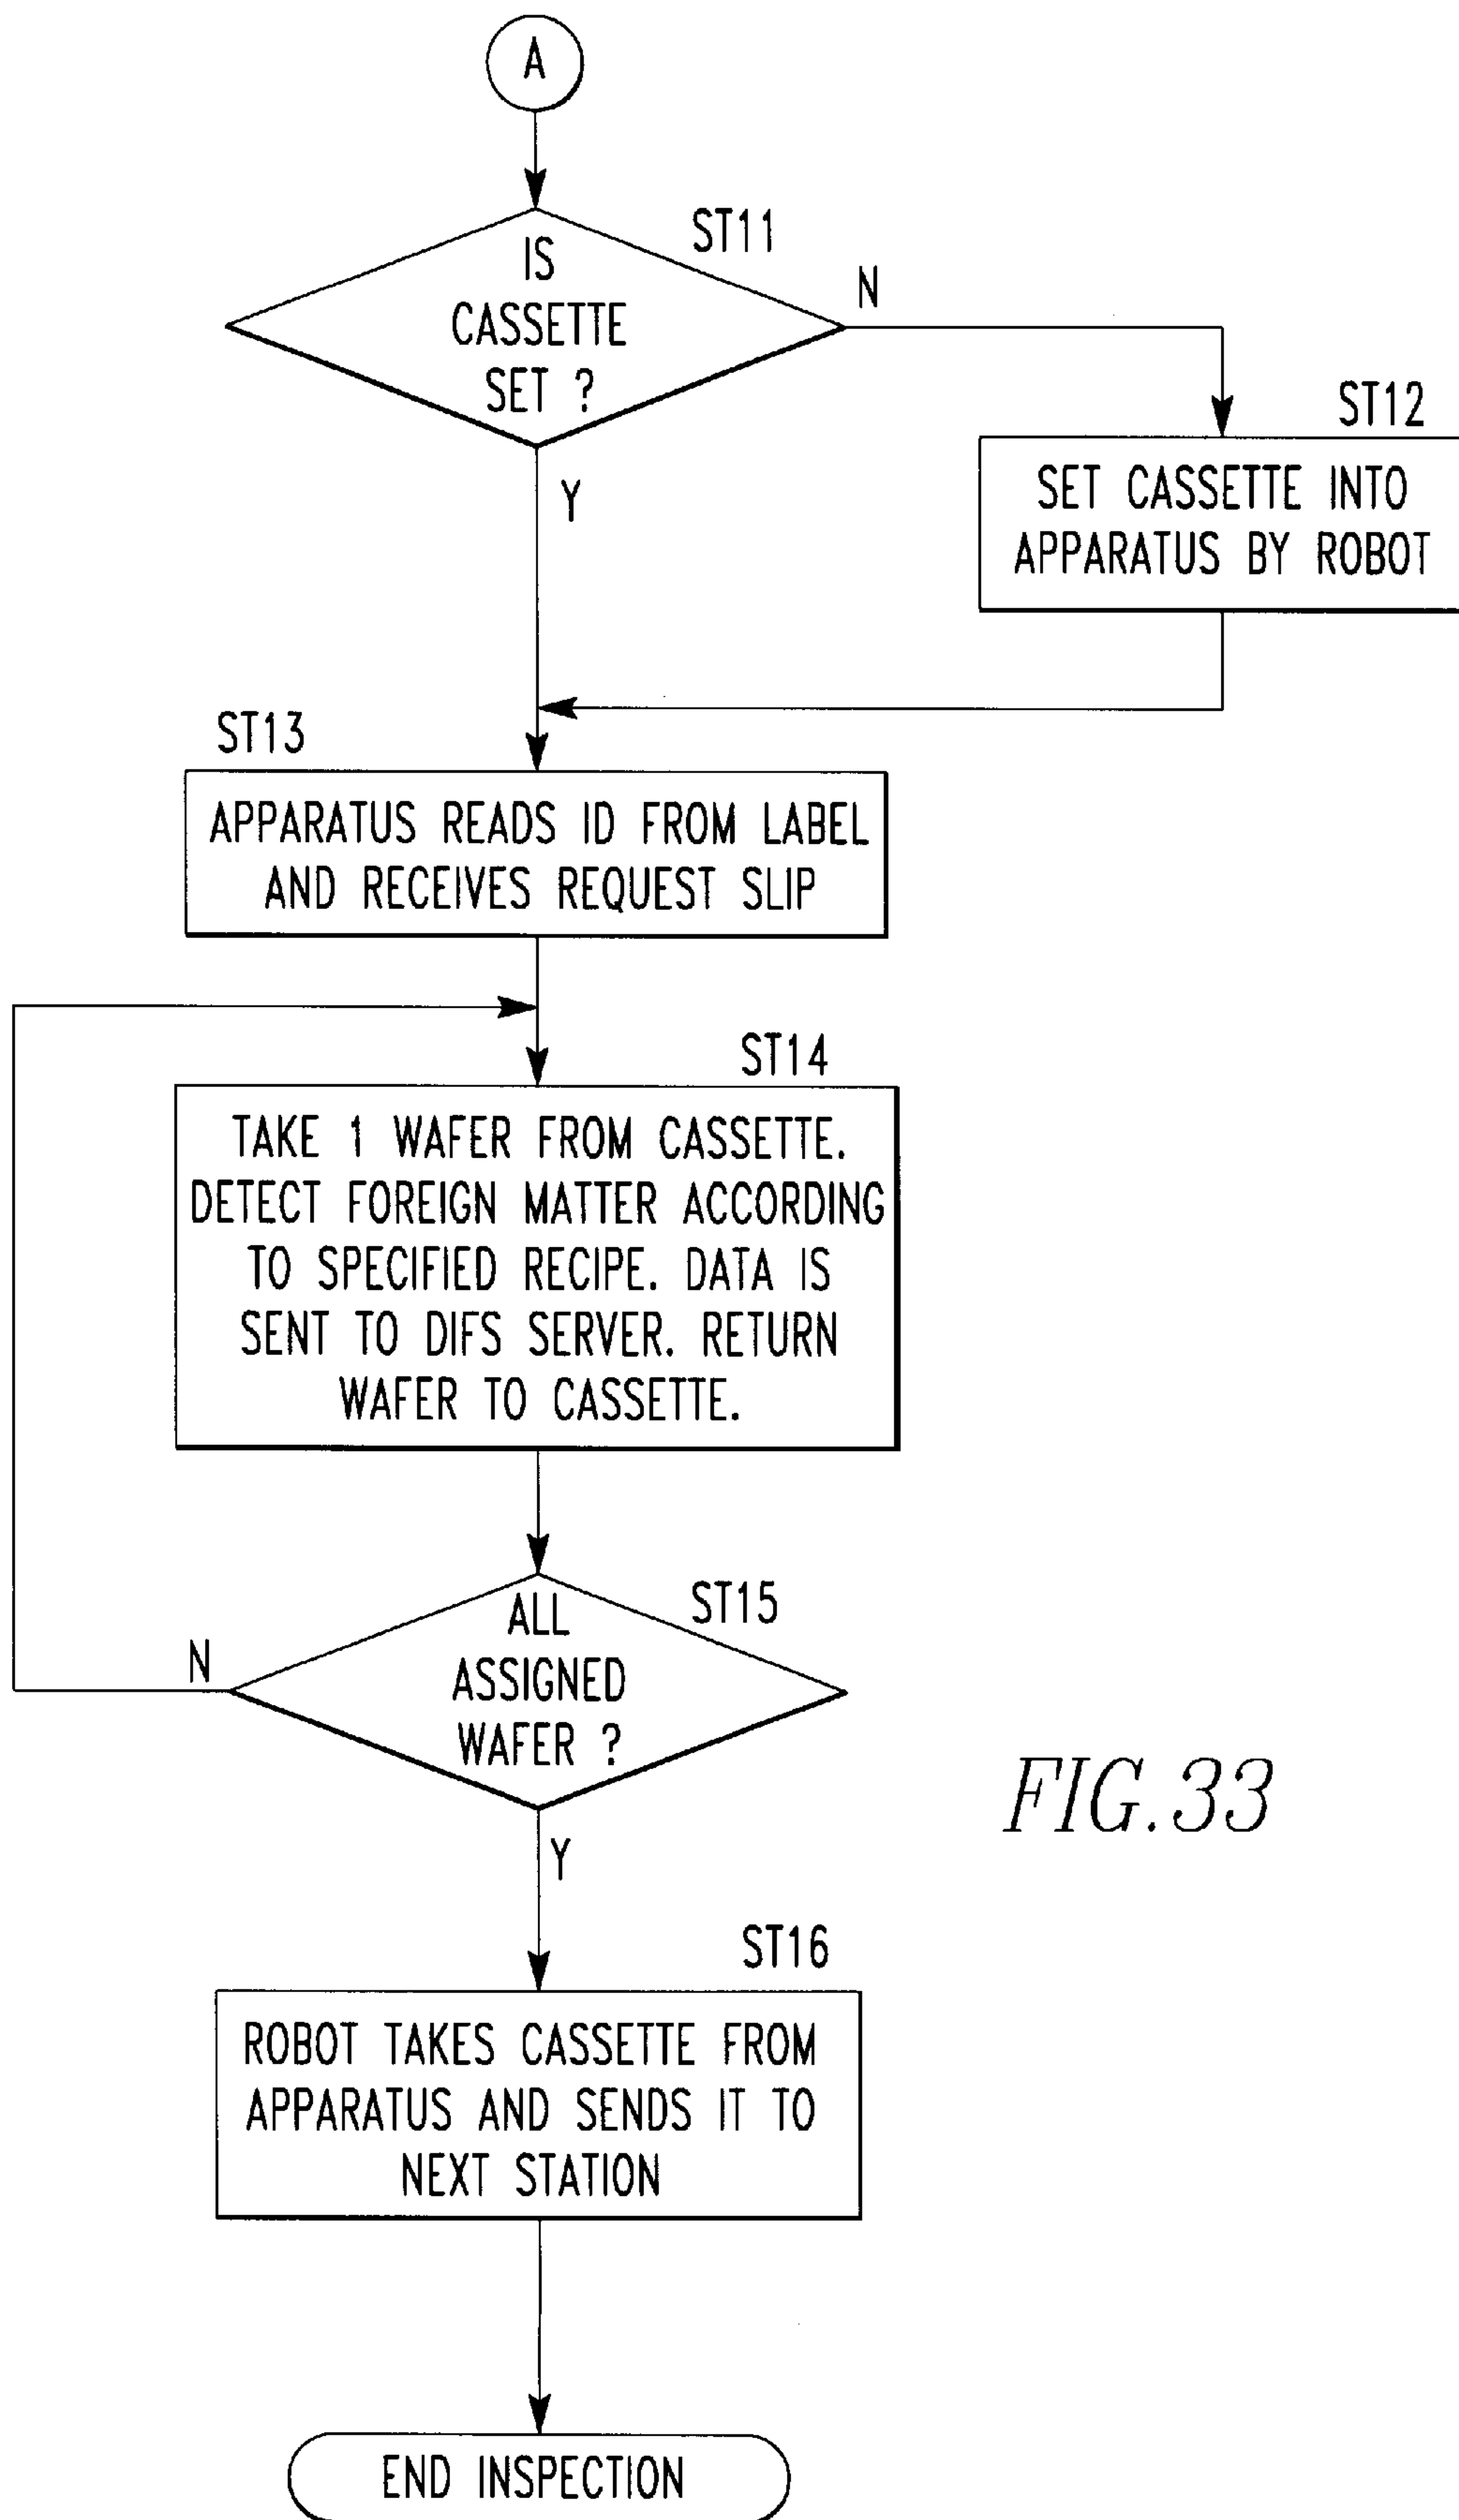 A
ST11
IS
CASSETTE
SET ?
N
Y
ST12
SET CASSETTE INTO
APPARATUS BY ROBOT
ST13
APPARATUS READS ID FROM LABEL
AND RECEIVES REQUEST SLIP
ST14
TAKE 1 WAFER FROM CASSETTE.
DETECT FOREIGN MATTER ACCORDING
TO SPECIFIED RECIPE. DATA IS
SENT TO DIFS SERVER. RETURN
WAFER TO CASSETTE.
ST15
ALL
ASSIGNED
WAFER ?
N
Y
FIG.33
ST16
ROBOT TAKES CASSETTE FROM
APPARATUS AND SENDS IT TO
NEXT STATION
END INSPECTION